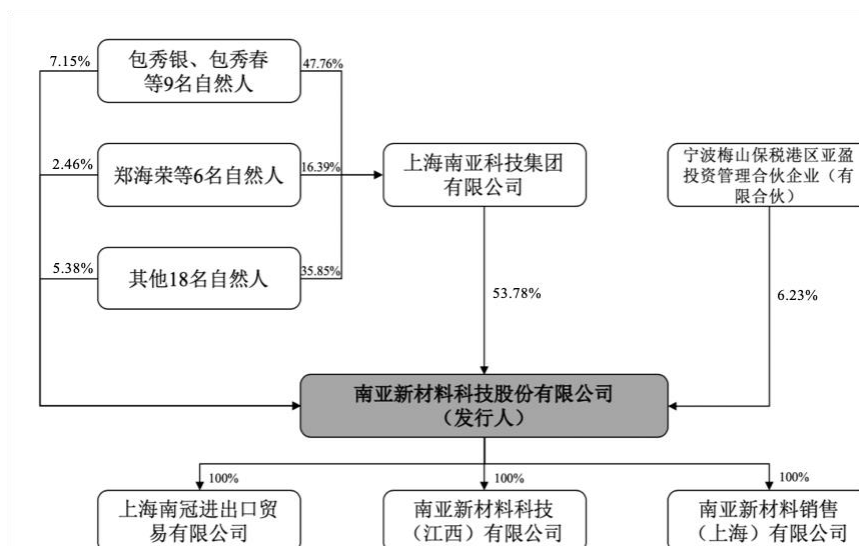 7.15%
包秀银、包秀春
等9名自然人
47.76%
2.46%
郑海荣等6名自然人
16.39%
上海南亚科技集团
有限公司
宁波梅山保税港区亚盈
投资管理合伙企业（有
限合伙）
5.38%
其他18名自然人
35.85%
53.78%
6.23%
南亚新材料科技股份有限公司
（发行人）
100%
100%
100%
上海南冠进出口贸
易有限公司
南亚新材料科技
（江西）有限公司
南亚新材料销售
（上海）有限公司